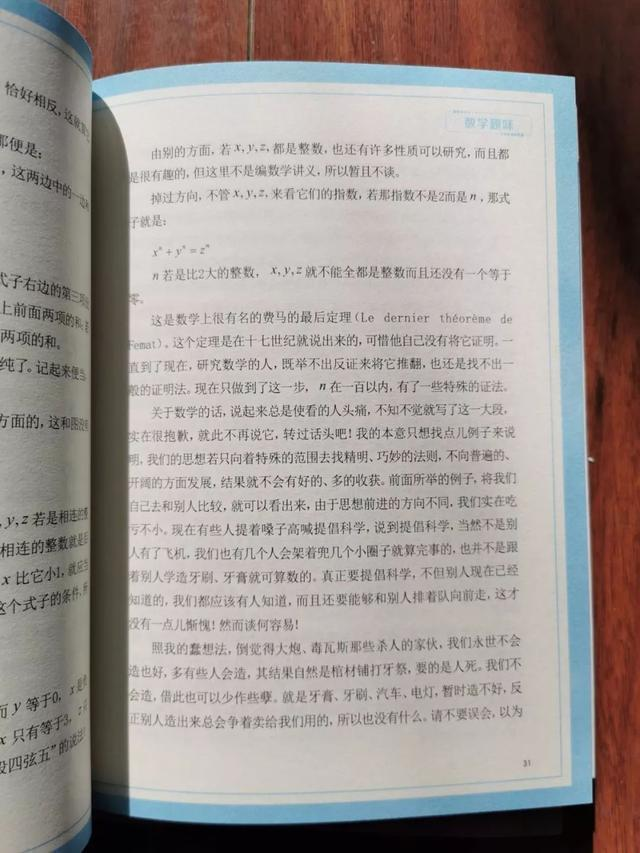 恰好相反,这就
那便是:
,这两边中的一边
式子右边的第三项
上前面两项的和,
两项的和。
纯了。记起来便
方面的,这和图
, y, z 若是相连的整
相连的整数就是
x 比它小1,就应
这个式子的条件,所
而 y 等于0, x
x 只有等于3, z
股四弦五”的说法
数学趣味
由别的方面,若 x, y, z, 都是整数,也还有许多性质可以研究,而且都
是很有趣的,但这里不是编数学讲义,所以暂且不谈。
掉过方向,不管 x, y, z, 来看它们的指数,若那指数不是2而是 n ,那式
子就是:
xⁿ + yⁿ = zⁿ
n 若是比2大的整数, x, y, z 就不能全都是整数而且还没有一个等于
零。
这是数学上很有名的费马的最后定理(Le dernier théorème de
Femat)。这个定理是在十七世纪就说出来的,可惜他自己没有将它证明。一
直到了现在,研究数学的人,既举不出反证来将它推翻,也还是找不出一
般的证明法。现在只做到了这一步, n 在一百以内,有了一些特殊的证法。
关于数学的话,说起来总是使看的人头痛,不知不觉就写了这一大段,
实在很抱歉,就此不再说它,转过话头吧!我的本意只想找点儿例子来说
明,我们的思想若只向着特殊的范围去找精明、巧妙的法则,不向普遍的、
开阔的方面发展,结果就不会有好的、多的收获。前面所举的例子,将我们
自己去和别人比较,就可以看出来,由于思想前进的方向不同,我们实在吃
亏不小。现在有些人提着嗓子高喊提倡科学,说到提倡科学,当然不是别
人有了飞机,我们也有几个人会架着兜几个小圈子就算完事的,也并不是跟
着别人学造牙刷、牙膏就可算数的。真正要提倡科学,不但别人现在已经
知道的,我们都应该有人知道,而且还要能够和别人排着队向前走,这才
没有一点儿惭愧!然而谈何容易!
照我的蠢想法,倒觉得大炮、毒瓦斯那些杀人的家伙,我们永世不会
造也好,多有些人会造,其结果自然是棺材铺打牙祭,要的是人死。我们不
会造,借此也可以少作些孽。就是牙膏、牙刷、汽车、电灯,暂时造不好,反
正别人造出来总会争着卖给我们用的,所以也没有什么。请不要误会,以为
31